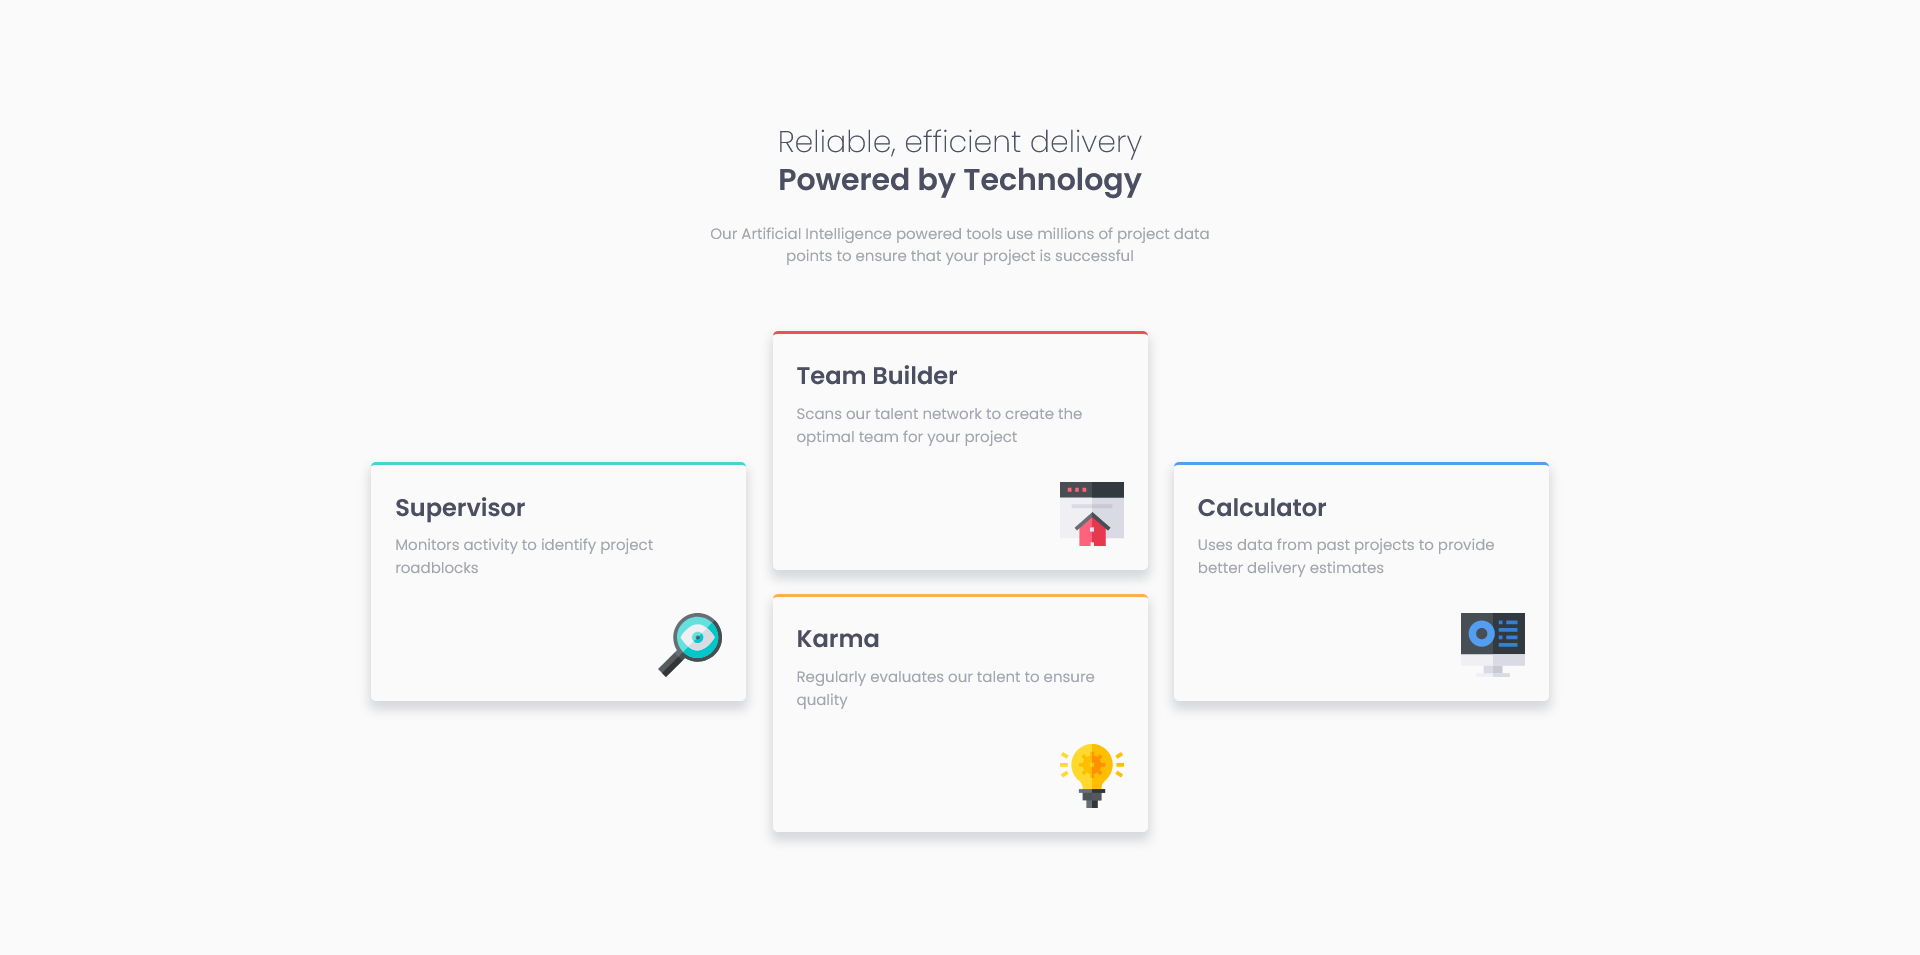 Reliable, efficient delivery
Powered by Technology
Our Artificial Intelligence powered tools use millions of project data
points to ensure that your project is successful
Supervisor
Monitors activity to identify project
roadblocks
Team Builder
Scans our talent network to create the
optimal team for your project
Karma
Regularly evaluates our talent to ensure
quality
Calculator
Uses data from past projects to provide
better delivery estimates